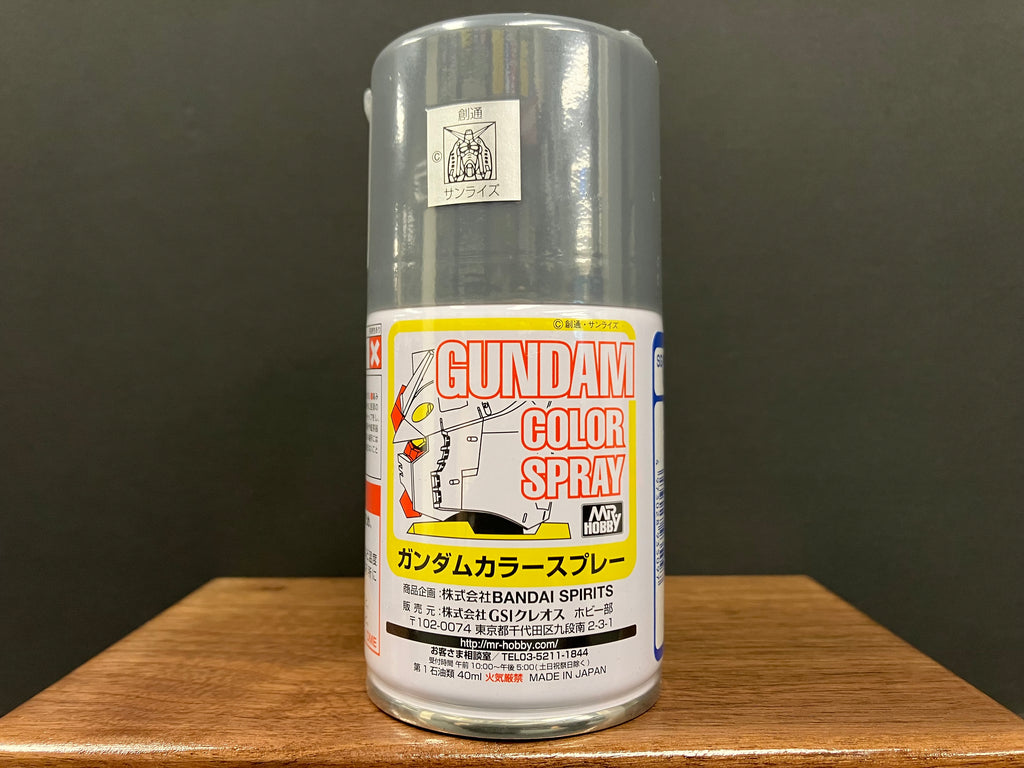 創通
©
サンライズ
©創通・サンライズ
GUNDAM
COLOR
SPRAY
MR
HOBBY
ガンダムカラースプレー
商品企画:株式会社BANDAI SPIRITS
販売元:株式会社GSIクレオス ホビー部
〒102-0074 東京都千代田区九段南2-3-1
http://mr-hobby.com/
お客さま相談室/TEL03-5211-1844
受付時間 午前10:00〜午後5:00(土日祝祭日除く)
第1石油類 40ml 火気厳禁 MADE IN JAPAN